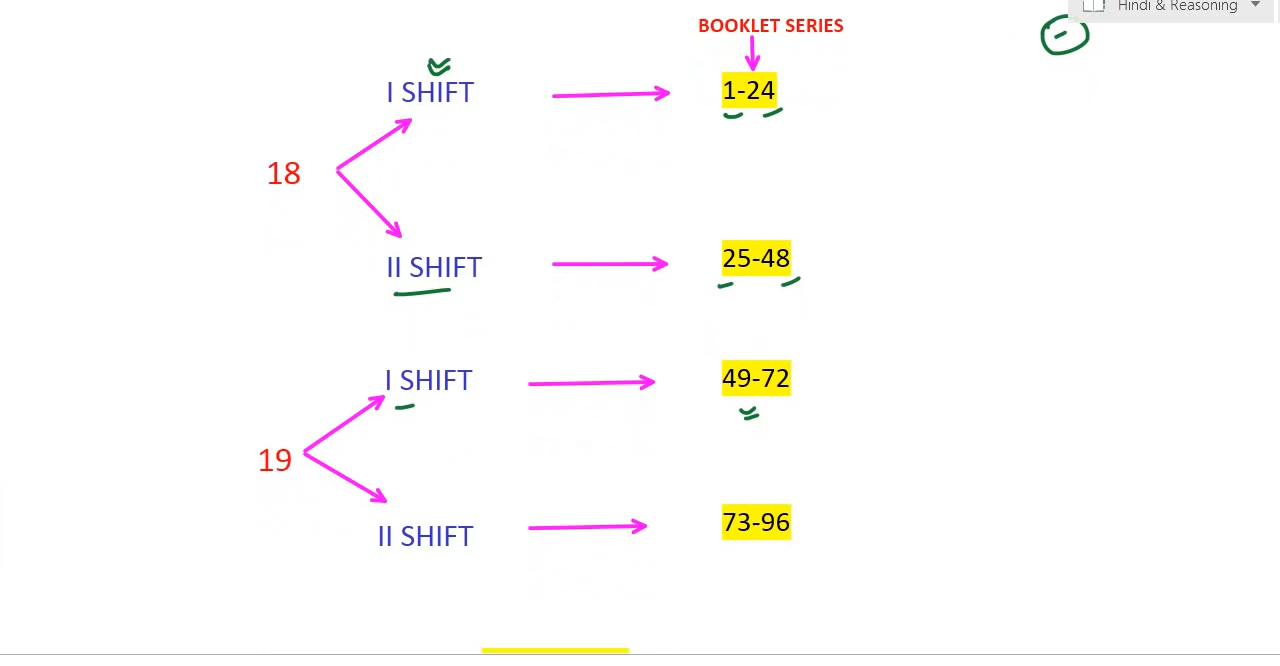 Hindi & Reasoning
BOOKLET SERIES
I SHIFT
1-24
18
II SHIFT
25-48
I SHIFT
49-72
19
II SHIFT
73-96